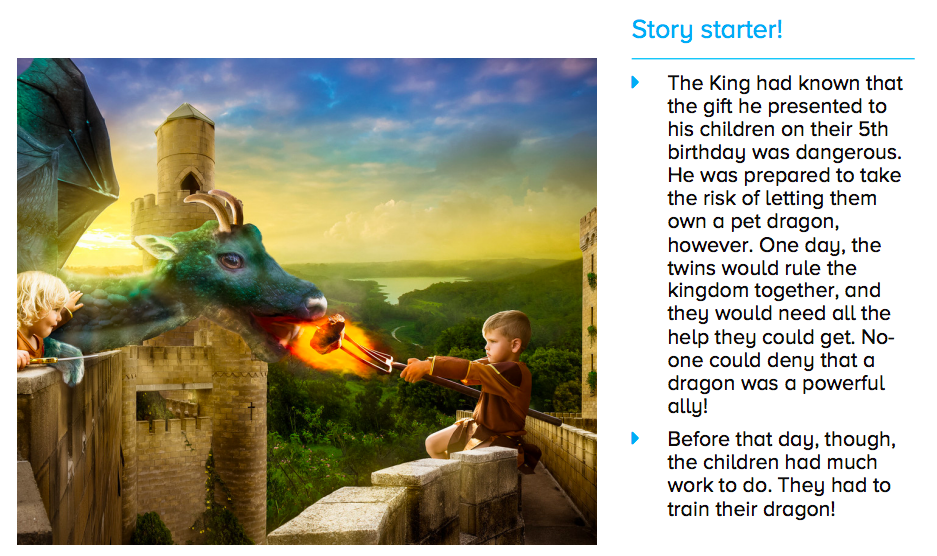 Story starter!
The King had known that
the gift he presented to
his children on their 5th
birthday was dangerous.
He was prepared to take
the risk of letting them
own a pet dragon,
however. One day, the
twins would rule the
kingdom together, and
they would need all the
help they could get. No-
one could deny that a
dragon was a powerful
ally!
Before that day, though,
the children had much
work to do. They had to
train their dragon!